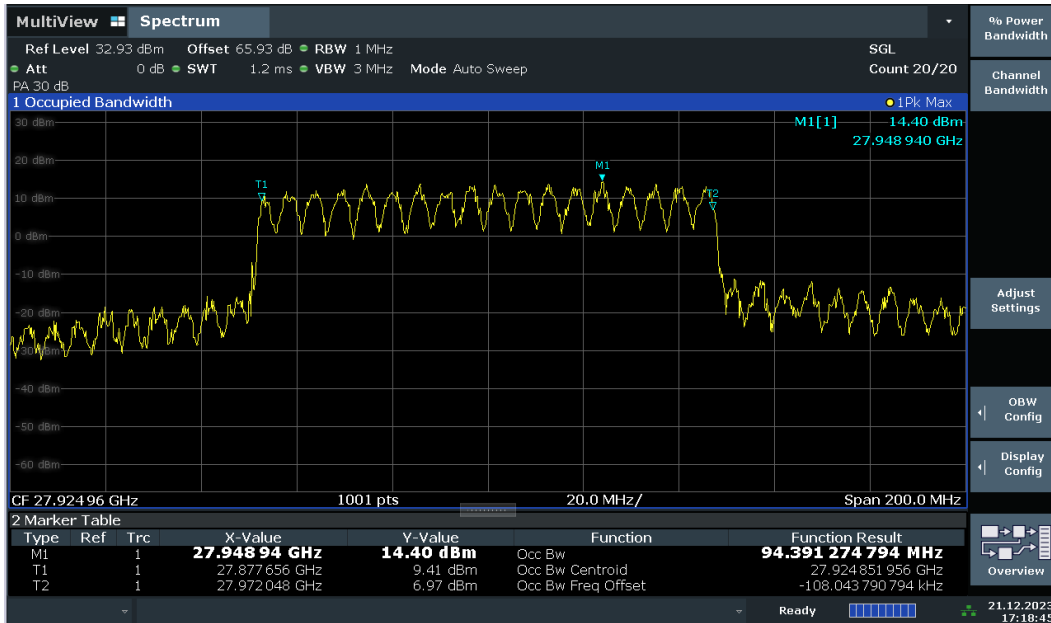 MultiView Spectrum
Ref Level 32.93 dBm Offset 65.93 dB RBW 1 MHz SGL
Att 0 dB SWT 1.2 ms VBW 3 MHz Mode Auto Sweep Count 20/20
PA 30 dB
1 Occupied Bandwidth 1Pk Max
30 dBm M1[1] 14.40 dBm
27.948 940 GHz
20 dBm
M1
T1
10 dBm
T2
0 dBm
-10 dBm
-20 dBm
-30 dBm
-40 dBm
-50 dBm
-60 dBm
CF 27.92496 GHz 1001 pts 20.0 MHz/ Span 200.0 MHz
2 Marker Table
Type Ref Trc X-Value Y-Value Function Function Result
M1 1 27.948 94 GHz 14.40 dBm Occ Bw 94.391 274 794 MHz
T1 1 27.877 656 GHz 9.41 dBm Occ Bw Centroid 27.924 851 956 GHz
T2 1 27.972 048 GHz 6.97 dBm Occ Bw Freq Offset -108.043 790 794 kHz
Ready
21.12.2023
17:18:45
% Power
Bandwidth
Channel
Bandwidth
Adjust
Settings
OBW
Config
Display
Config
Overview